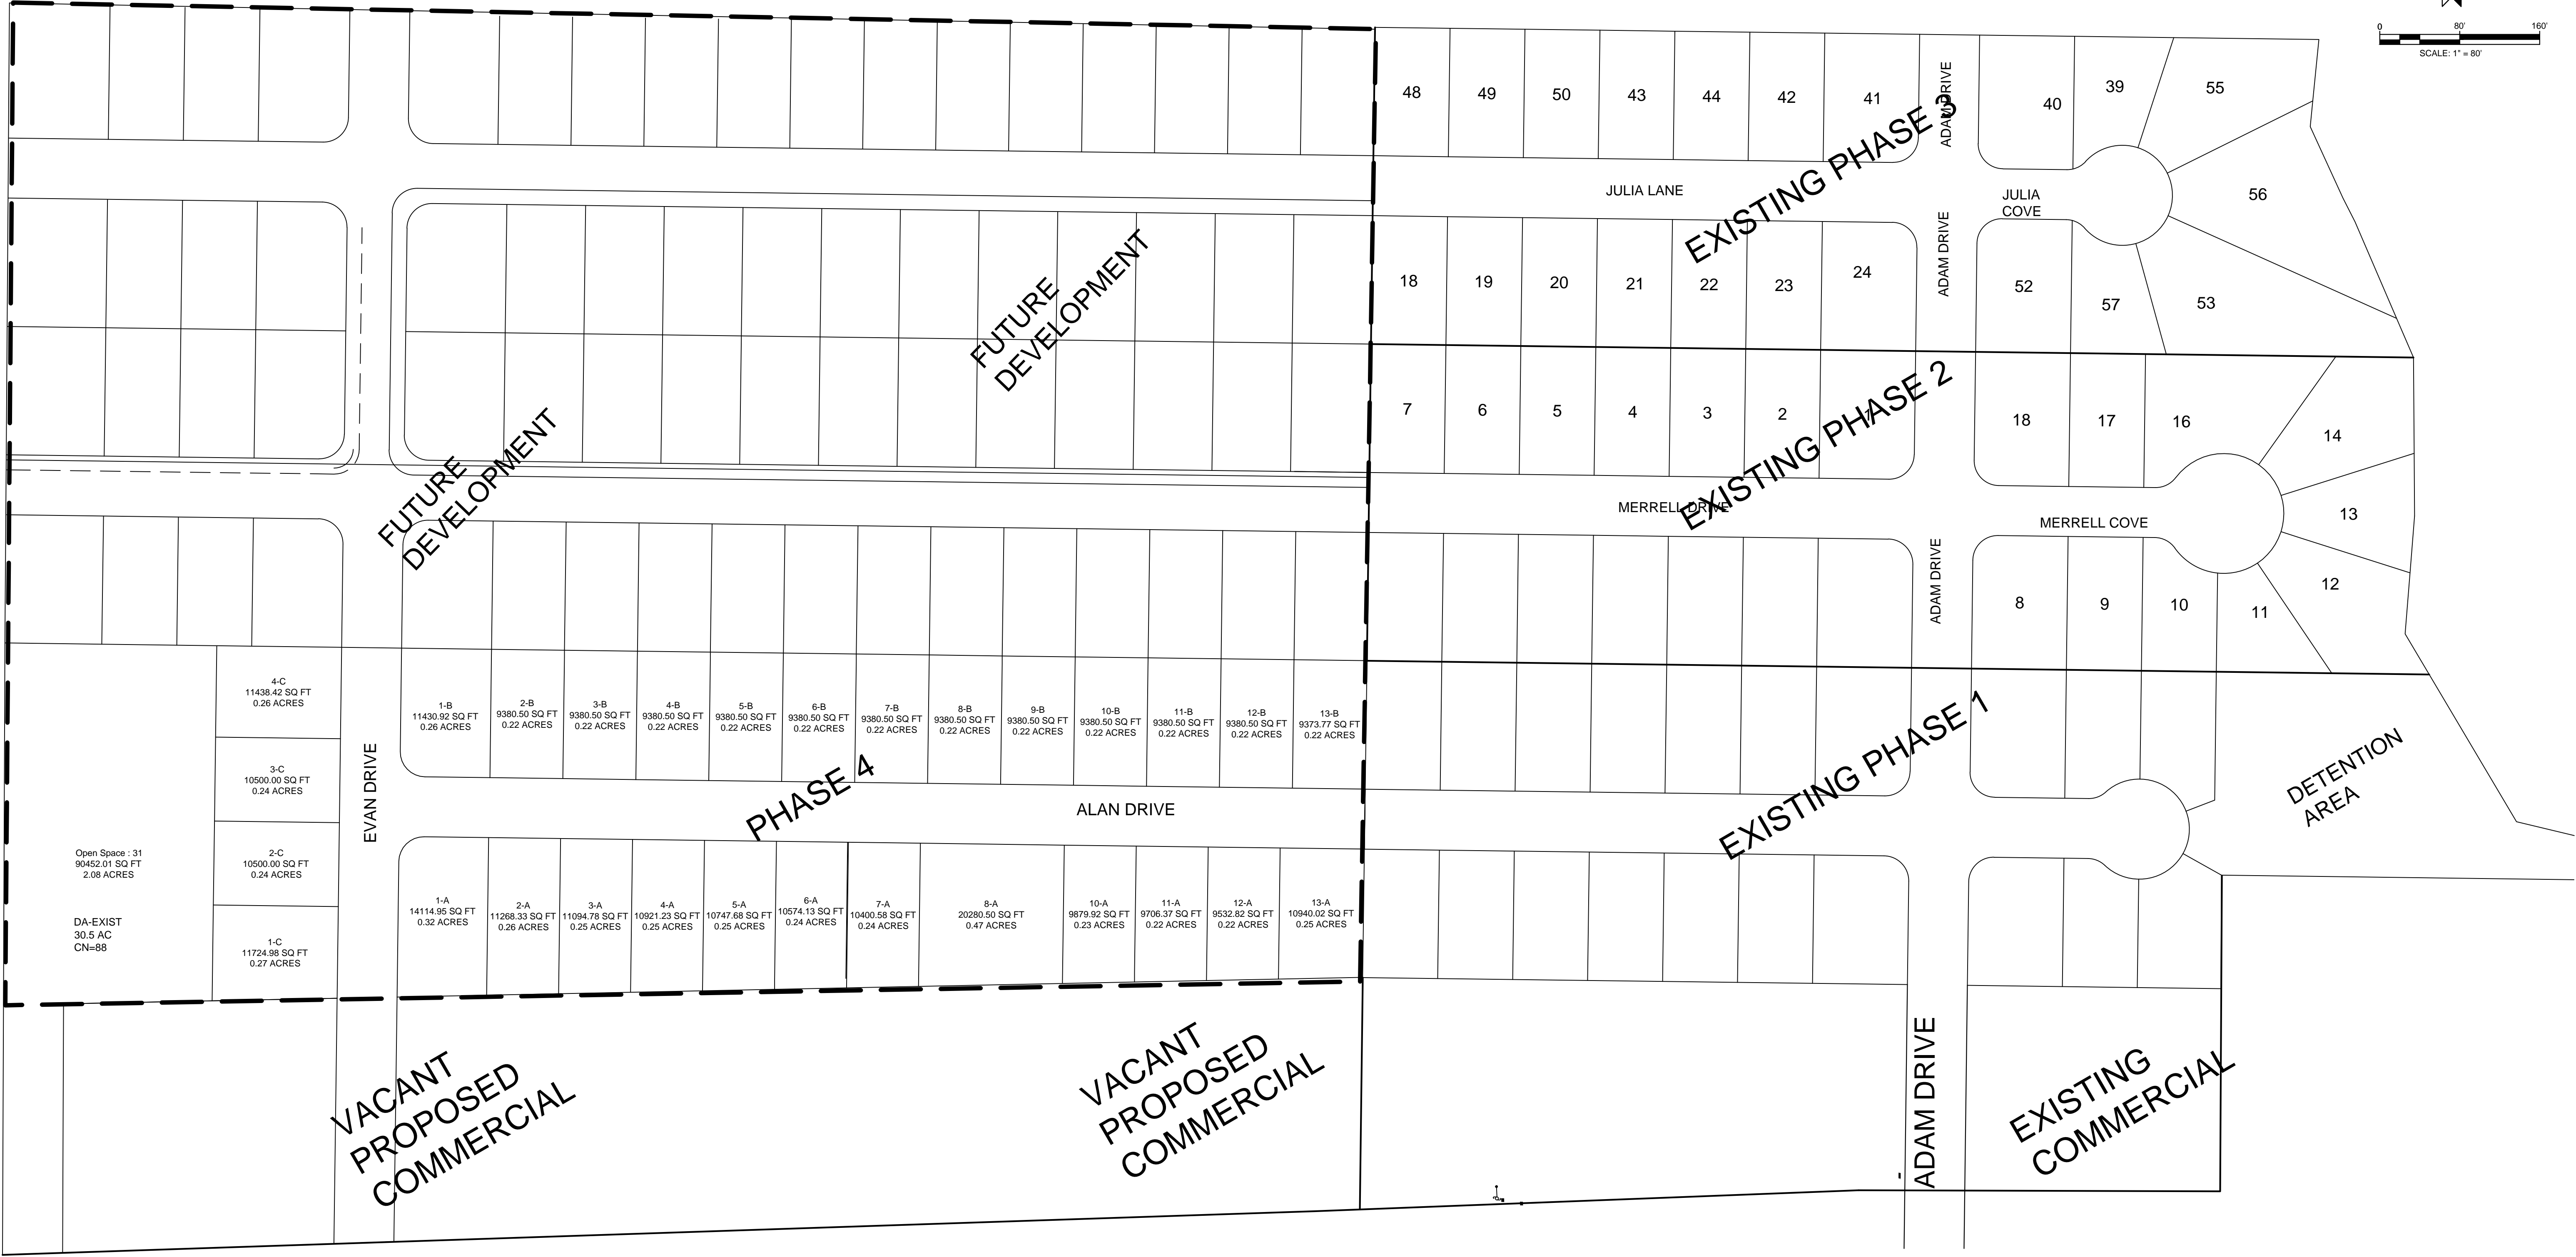 0 80' 160'
SCALE: 1" = 80'
48 49 50 43 44 42 41 40 39 55
ADAM DRIVE
EXISTING PHASE 3
JULIA LANE
JULIA
COVE
56
ADAM DRIVE
FUTURE
DEVELOPMENT
18 19 20 21 22 23 24 52 57 53
EXISTING PHASE 2
7 6 5 4 3 2 1 18 17 16 14
FUTURE
DEVELOPMENT
MERRELL DRIVE
MERRELL COVE
13
ADAM DRIVE
8 9 10 11 12
4-C
11438.42 SQ FT
0.26 ACRES
3-C
10500.00 SQ FT
0.24 ACRES
2-C
10500.00 SQ FT
0.24 ACRES
1-C
11724.98 SQ FT
0.27 ACRES
Open Space : 31
90452.01 SQ FT
2.08 ACRES
DA-EXIST
30.5 AC
CN=88
EVAN DRIVE
1-B
11430.92 SQ FT
0.26 ACRES
2-B
9380.50 SQ FT
0.22 ACRES
3-B
9380.50 SQ FT
0.22 ACRES
4-B
9380.50 SQ FT
0.22 ACRES
5-B
9380.50 SQ FT
0.22 ACRES
6-B
9380.50 SQ FT
0.22 ACRES
7-B
9380.50 SQ FT
0.22 ACRES
8-B
9380.50 SQ FT
0.22 ACRES
9-B
9380.50 SQ FT
0.22 ACRES
10-B
9380.50 SQ FT
0.22 ACRES
11-B
9380.50 SQ FT
0.22 ACRES
12-B
9380.50 SQ FT
0.22 ACRES
13-B
9373.77 SQ FT
0.22 ACRES
PHASE 4
ALAN DRIVE
EXISTING PHASE 1
DETENTION
AREA
1-A
14114.95 SQ FT
0.32 ACRES
2-A
11268.33 SQ FT
0.26 ACRES
3-A
11094.78 SQ FT
0.25 ACRES
4-A
10921.23 SQ FT
0.25 ACRES
5-A
10747.68 SQ FT
0.25 ACRES
6-A
10574.13 SQ FT
0.24 ACRES
7-A
10400.58 SQ FT
0.24 ACRES
8-A
20280.50 SQ FT
0.47 ACRES
10-A
9879.92 SQ FT
0.23 ACRES
11-A
9706.37 SQ FT
0.22 ACRES
12-A
9532.82 SQ FT
0.22 ACRES
13-A
10940.02 SQ FT
0.25 ACRES
VACANT
PROPOSED
COMMERCIAL
VACANT
PROPOSED
COMMERCIAL
ADAM DRIVE
EXISTING
COMMERCIAL